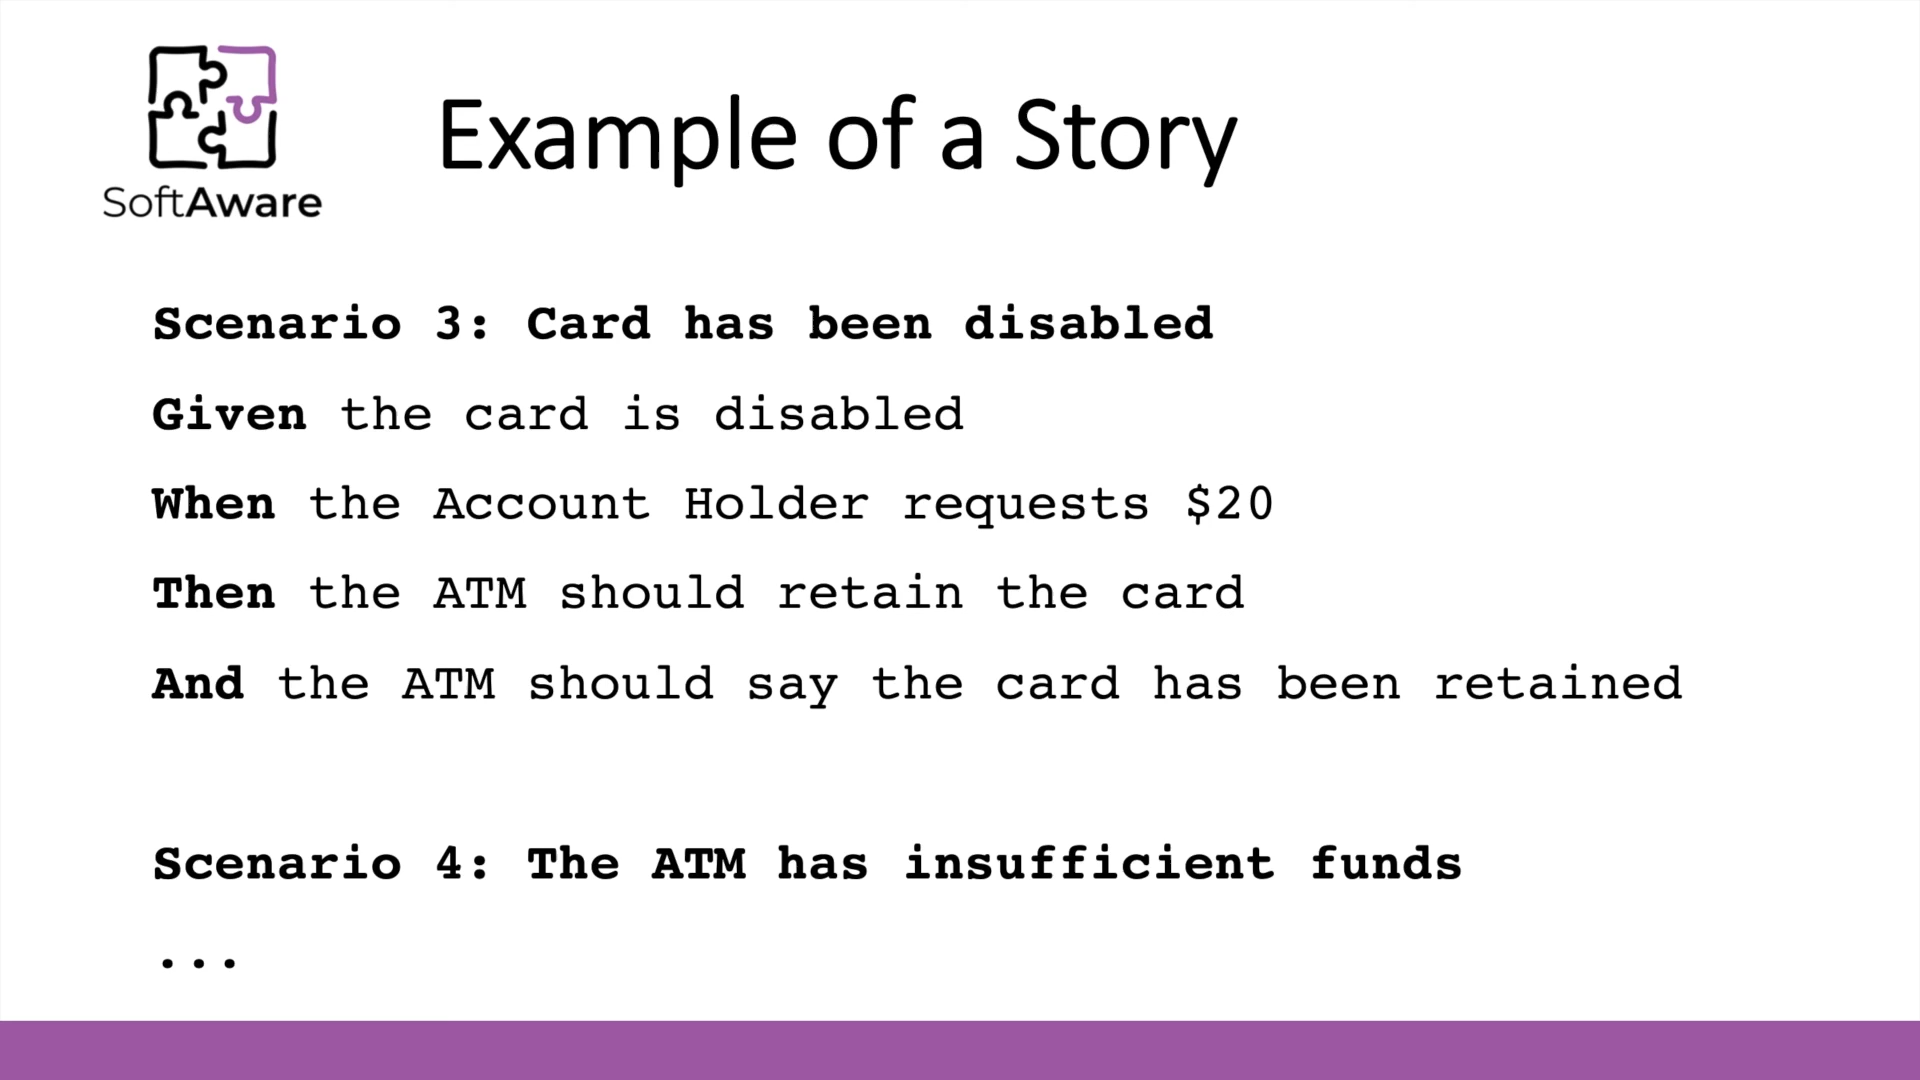 SoftAware
Example of a Story
Scenario 3: Card has been disabled
Given the card is disabled
When the Account Holder requests $20
Then the ATM should retain the card
And the ATM should say the card has been retained
Scenario 4: The ATM has insufficient funds
...